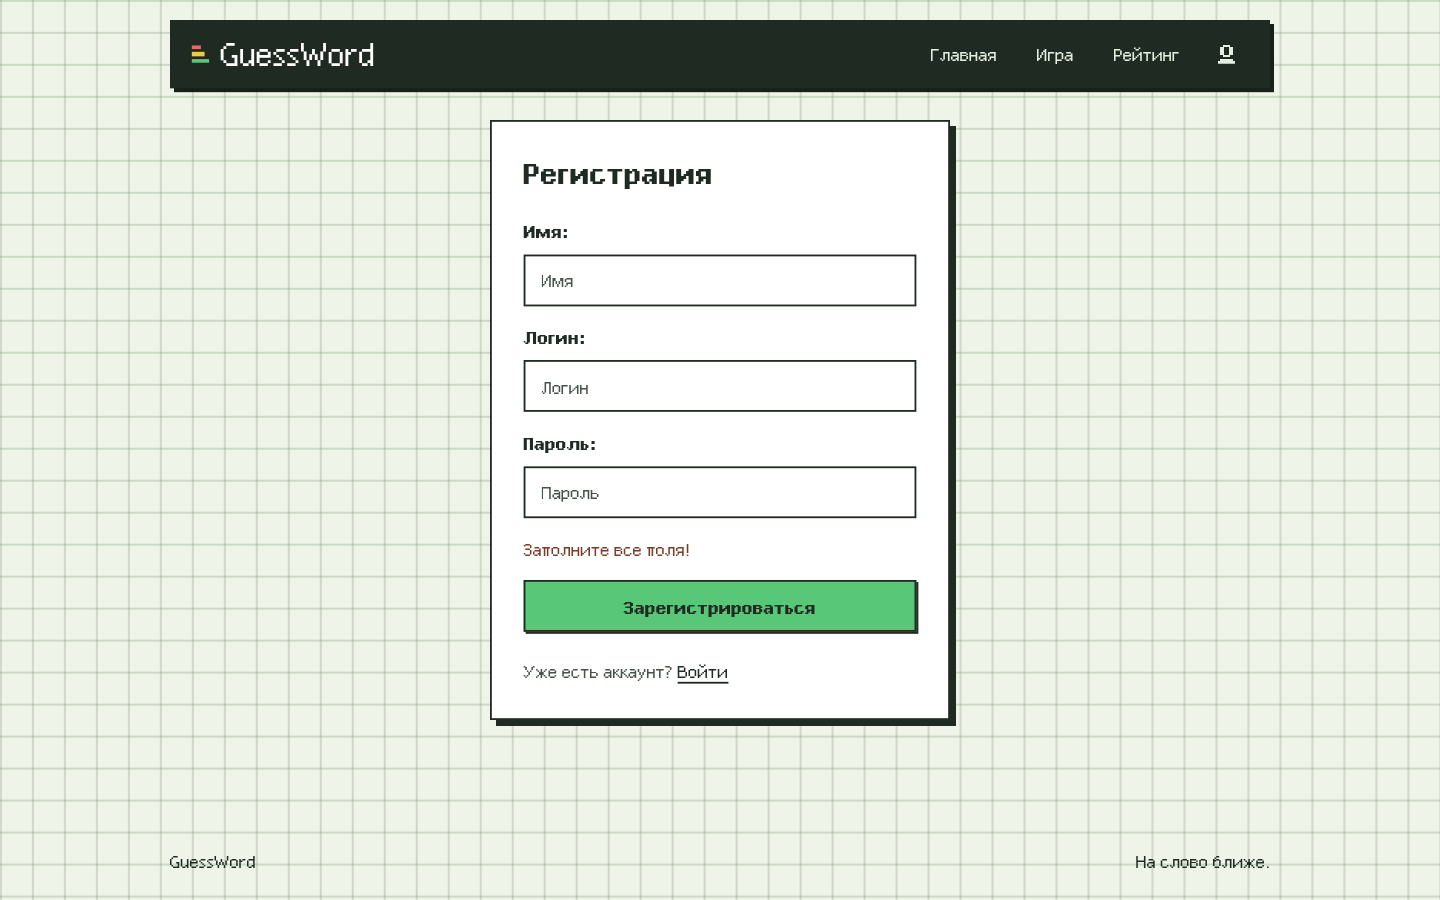 GuessWord
Главная
Игра
Рейтинг
Регистрация
Имя:
Имя
Логин:
Логин
Пароль:
Пароль
Заполните все поля!
Зарегистрироваться
Уже есть аккаунт? Войти
GuessWord
На слово ближе.